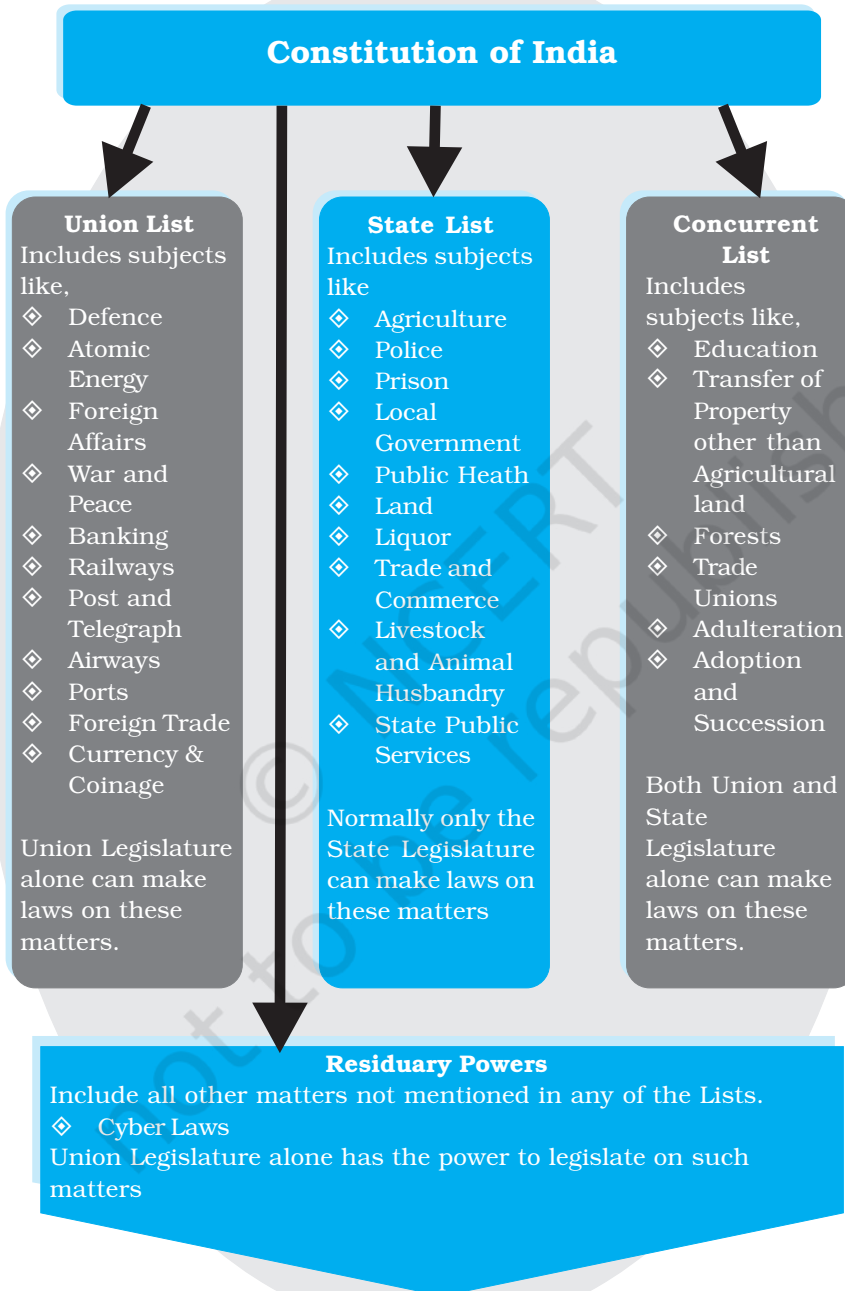 Constitution of India
Union List
Includes subjects
like,
Defence
Atomic
Energy
Foreign
Affairs
War and
Peace
Banking
Railways
Post and
Telegraph
Airways
Ports
Foreign Trade
Currency &
Coinage
Union Legislature
alone can make
laws on these
matters.
State List
Includes subjects
like
Agriculture
Police
Prison
Local
Government
Public Heath
Land
Liquor
Trade and
Commerce
Livestock
and Animal
Husbandry
State Public
Services
Normally only the
State Legislature
can make laws on
these matters
Concurrent
List
Includes
subjects like,
Education
Transfer of
Property
other than
Agricultural
land
Forests
Trade
Unions
Adulteration
Adoption
and
Succession
Both Union and
State
Legislature
alone can make
laws on these
matters.
Residuary Powers
Include all other matters not mentioned in any of the Lists.
Cyber Laws
Union Legislature alone has the power to legislate on such
matters
© NCERT
not to be republish